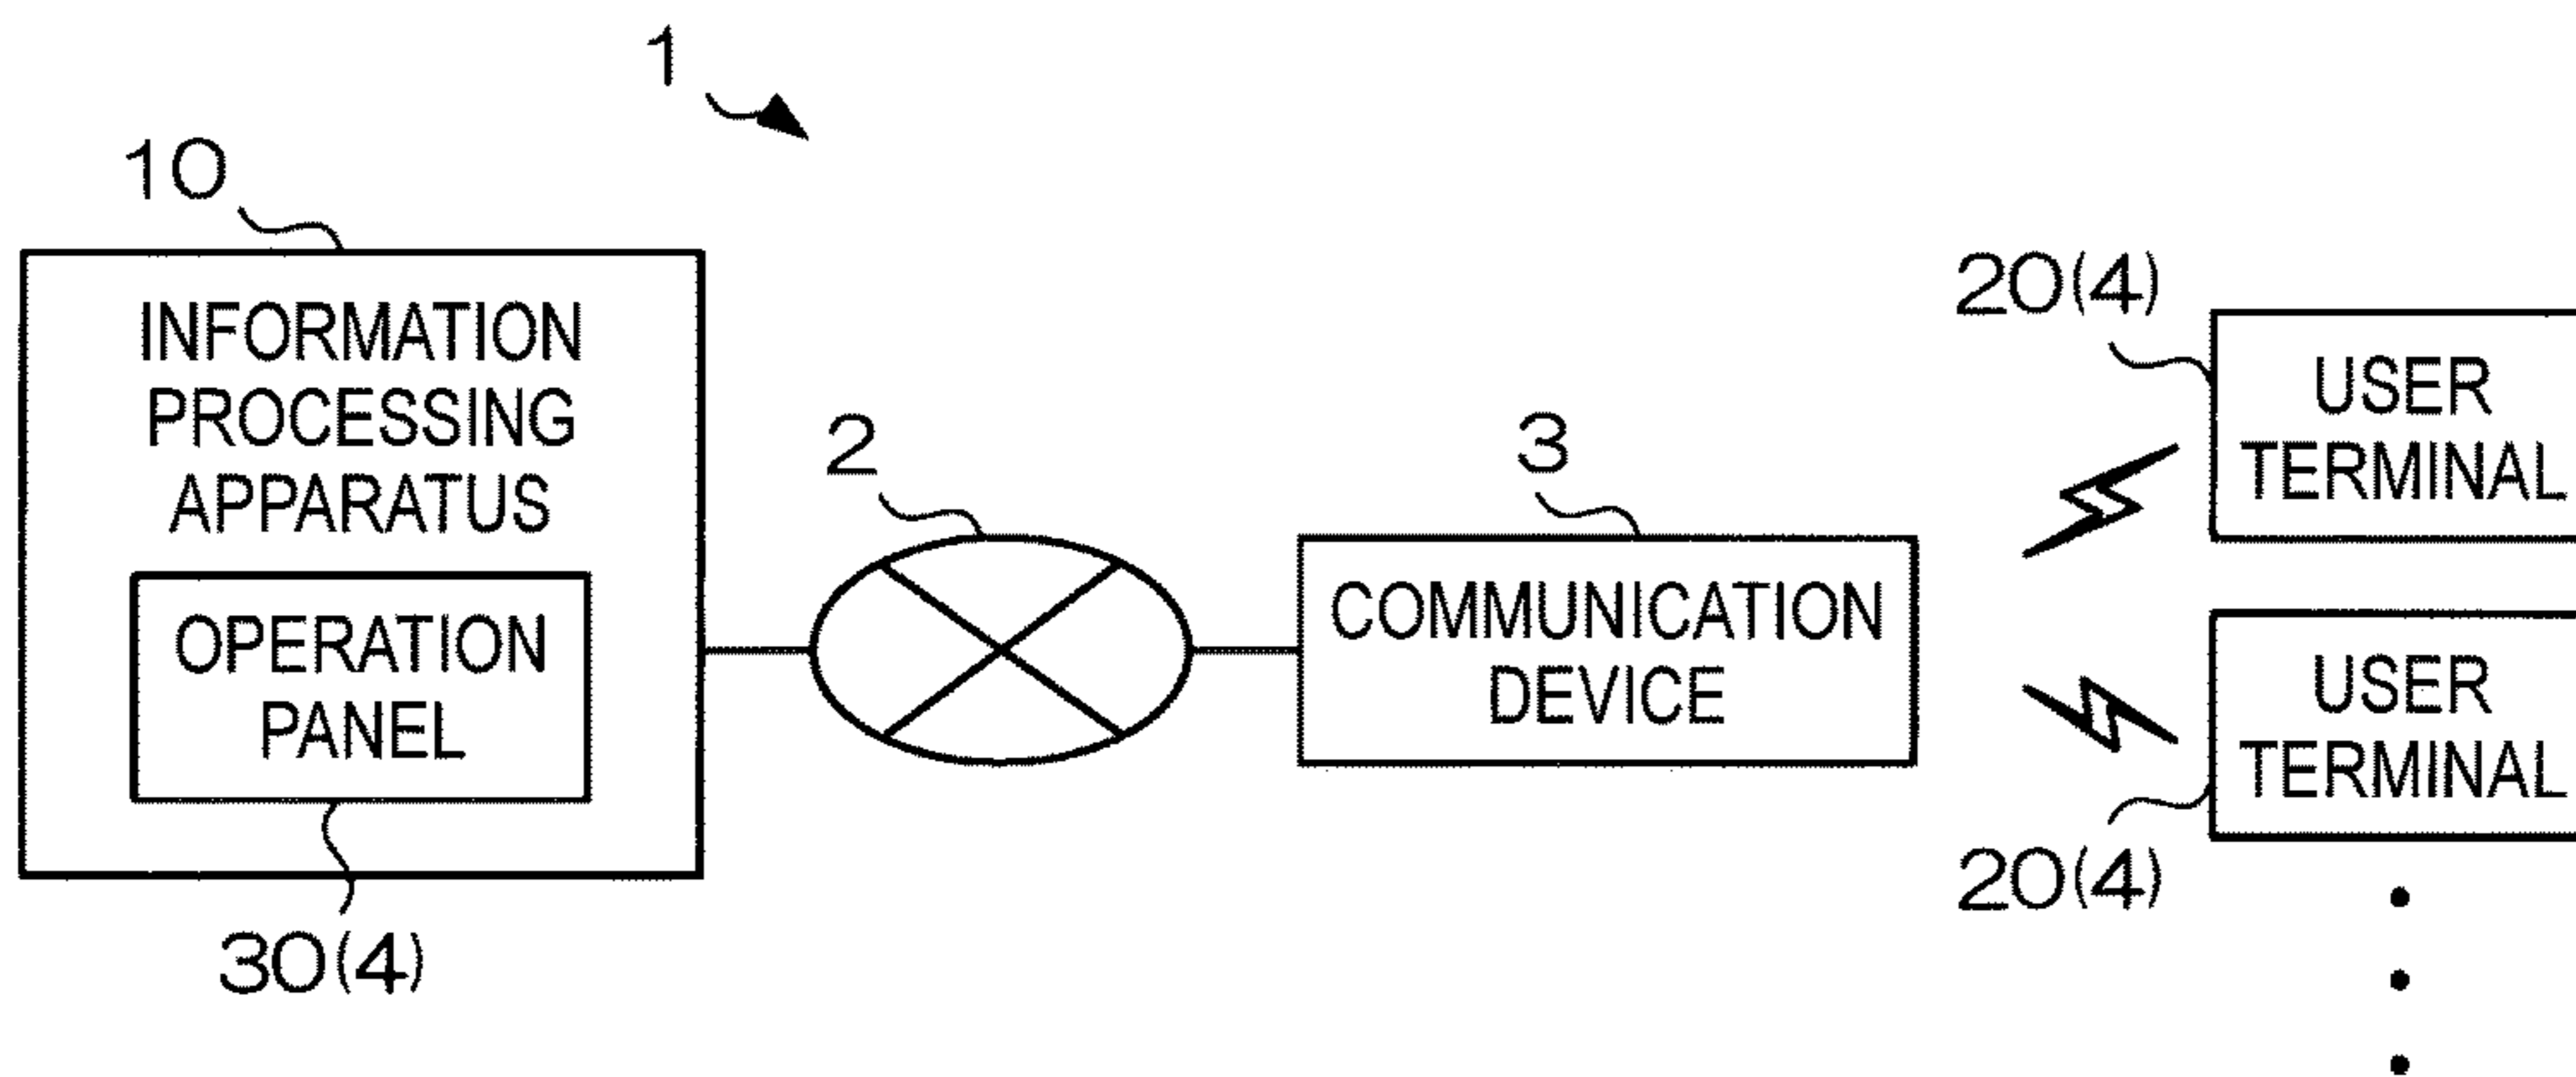 1
10
INFORMATION
PROCESSING
APPARATUS
OPERATION
PANEL
30(4)
2
3
COMMUNICATION
DEVICE
20(4)
USER
TERMINAL
USER
TERMINAL
20(4)